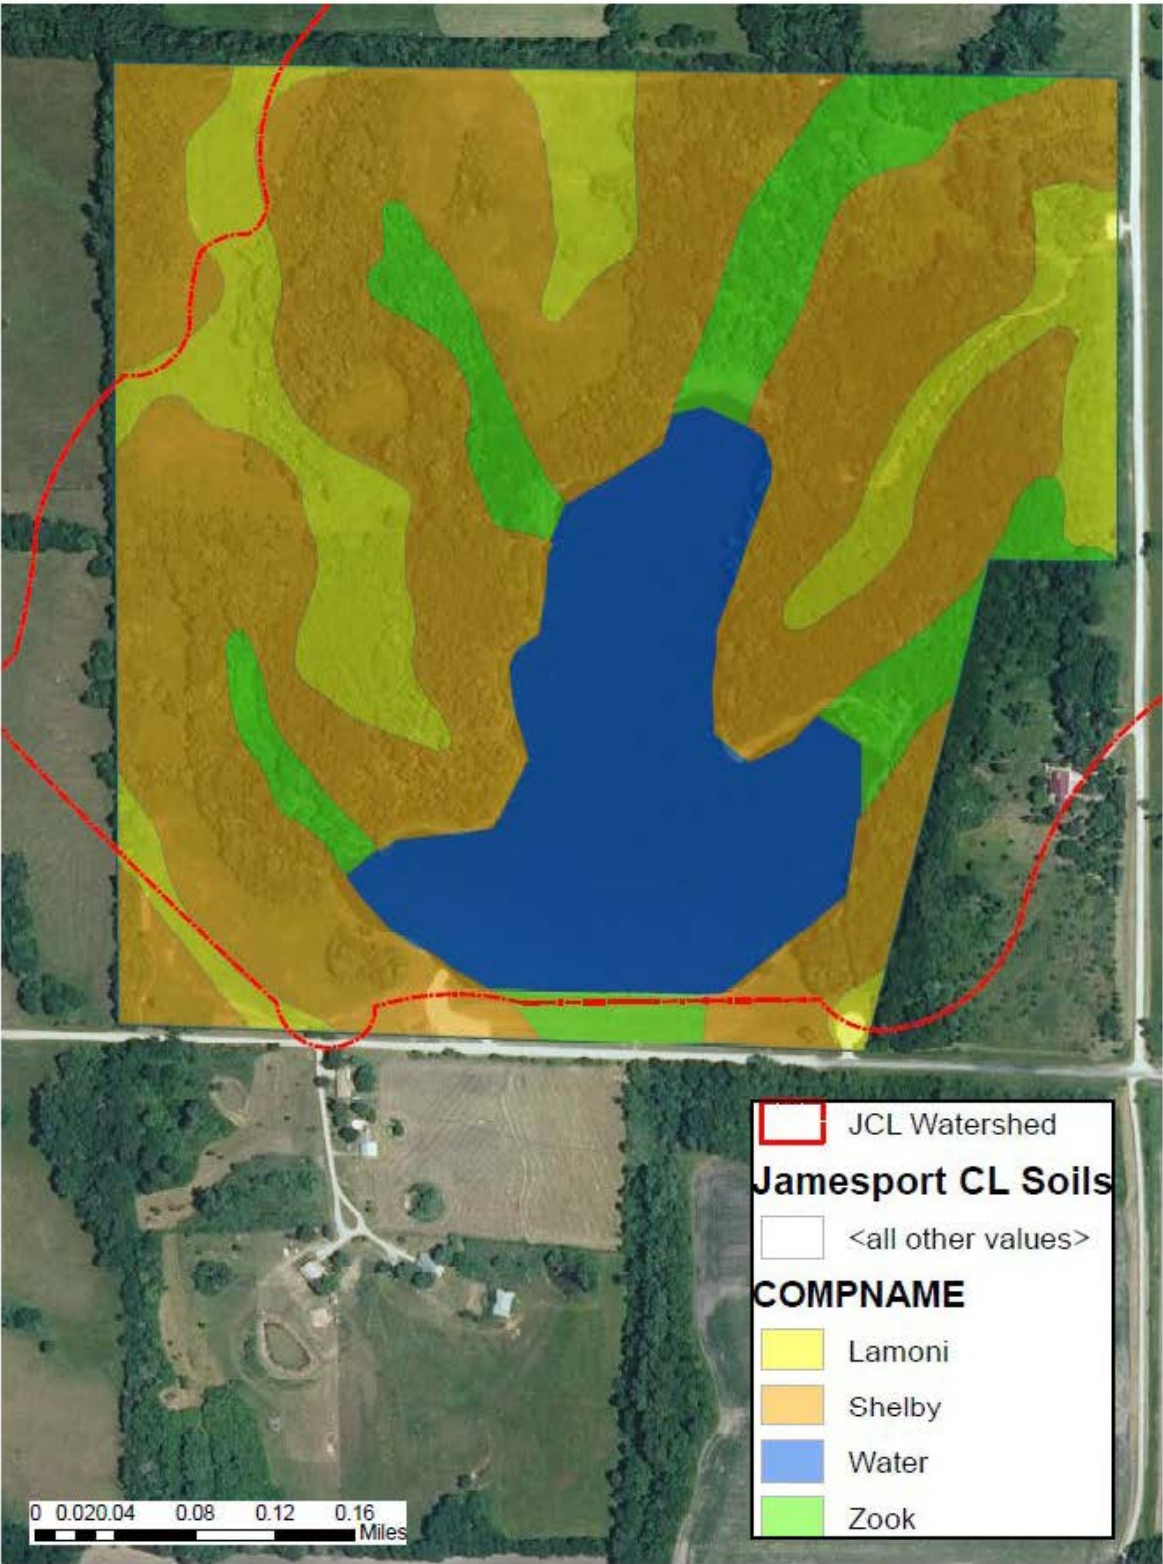 JCL Watershed
Jamesport CL Soils
<all other values>
COMPNAME
Lamoni
Shelby
Water
Zook
0 0.020.04 0.08 0.12 0.16
Miles